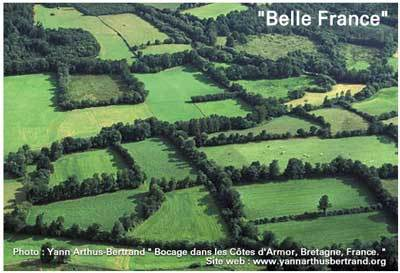 "Belle France"
Photo : Yann Arthus-Bertrand " Bocage dans les Côtes d'Armor, Bretagne, France. "
Site web : www.yannarthusbertrand.org